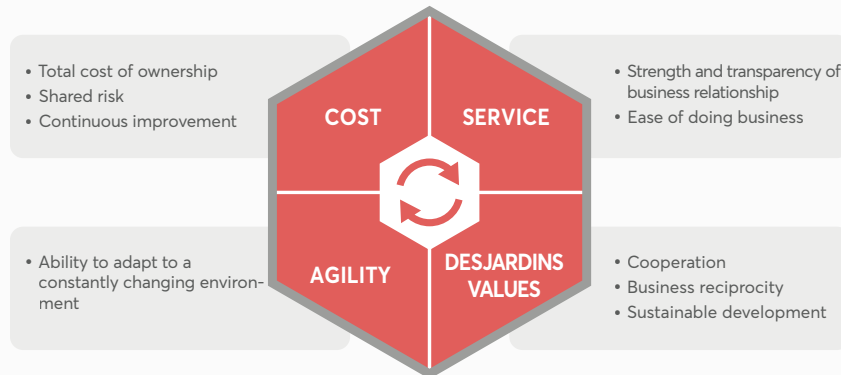 • Total cost of ownership
• Shared risk
• Continuous improvement
COST
SERVICE
• Strength and transparency of
business relationship
• Ease of doing business
• Ability to adapt to a
constantly changing environ-
ment
AGILITY
DESJARDINS
VALUES
• Cooperation
• Business reciprocity
• Sustainable development